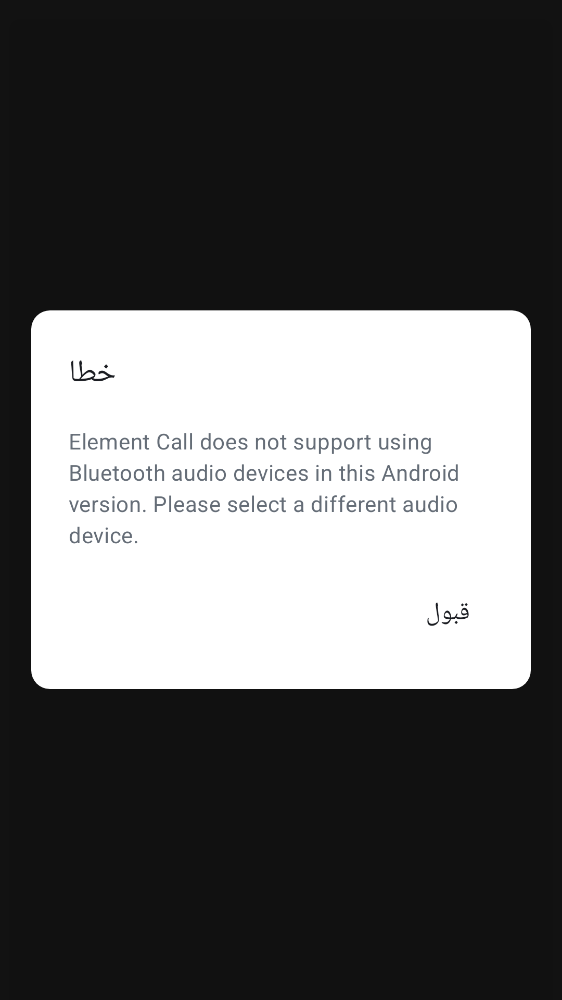 خطا
Element Call does not support using
Bluetooth audio devices in this Android
version. Please select a different audio
device.
قبول